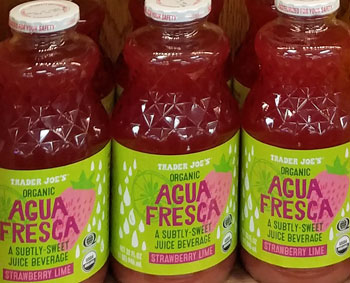 TRADER JOE'S
ORGANIC
AGUA
FRESCA
A SUBTLY-SWEET
JUICE BEVERAGE
STRAWBERRY LIME
TRADER JOE'S
ORGANIC
AGUA
FRESCA
A SUBTLY-SWEET
JUICE BEVERAGE
STRAWBERRY LIME
TRADER JOE'S
ORGANIC
AGUA
FRESCA
A SUBTLY-SWEET
JUICE BEVERAGE
STRAWBERRY LIME